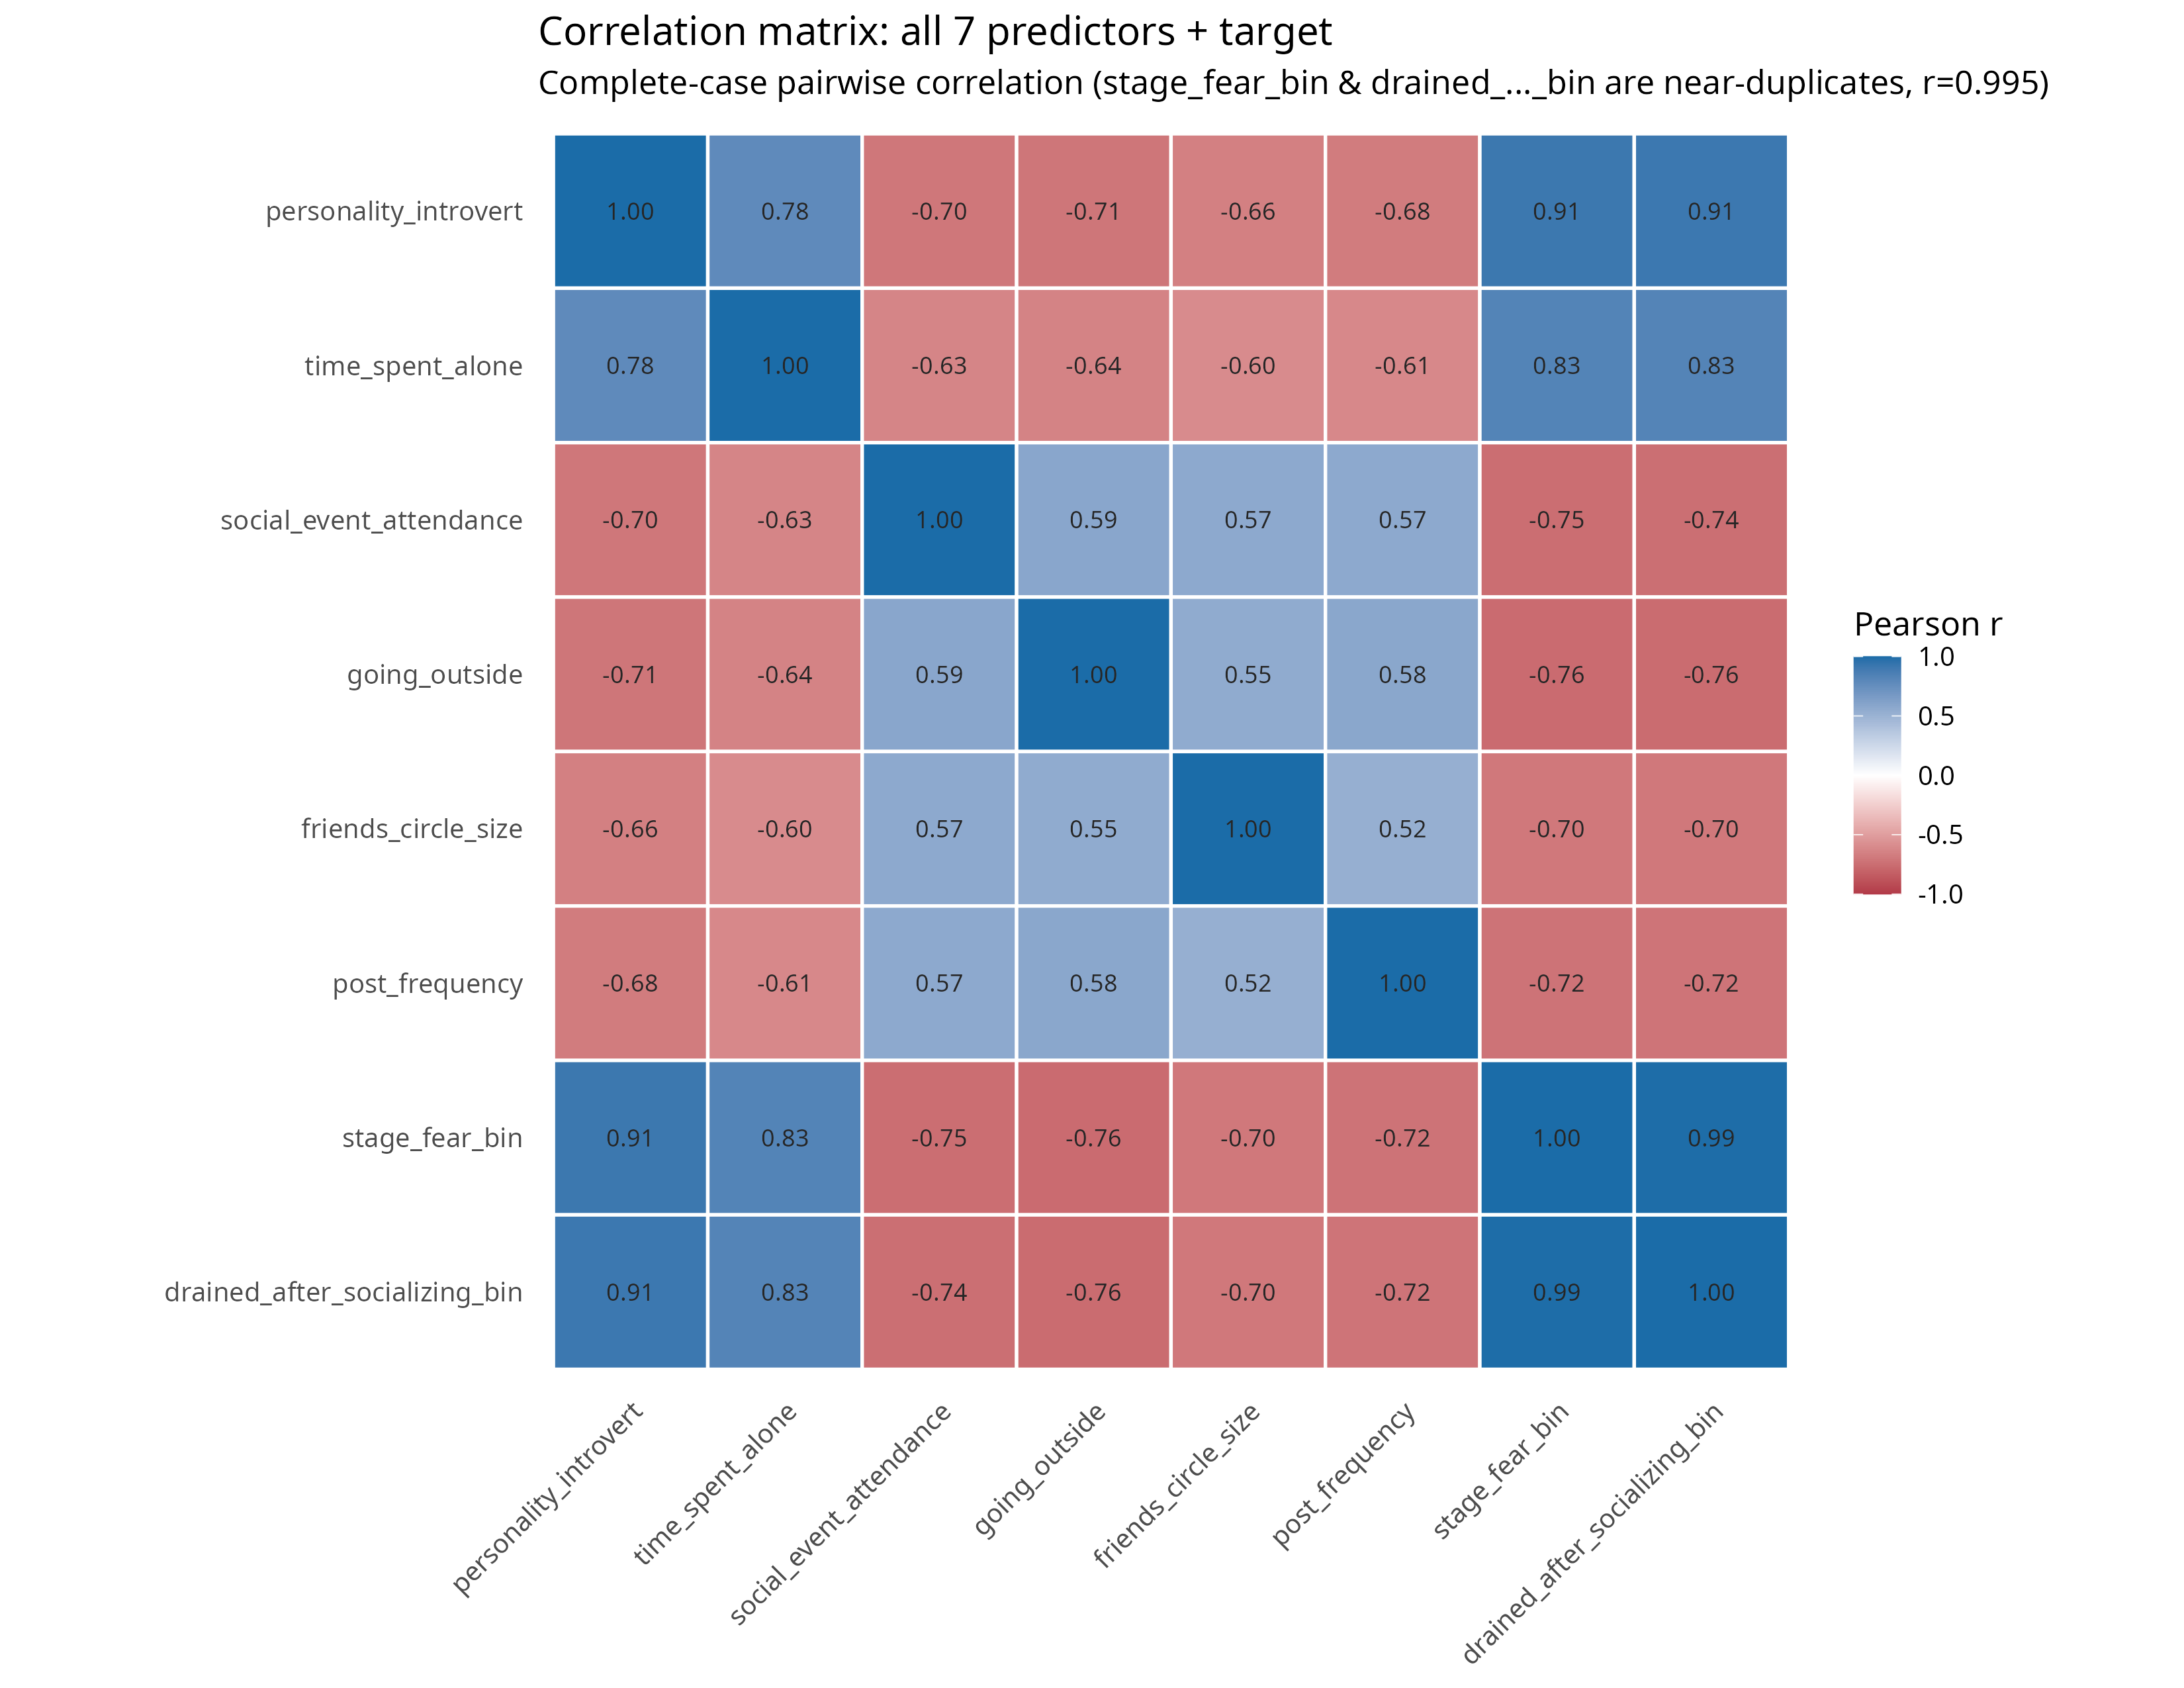 Correlation matrix: all 7 predictors + target
Complete-case pairwise correlation (stage_fear_bin & drained_..._bin are near-duplicates, r=0.995)
personality_introvert 1.00 0.78 -0.70 -0.71 -0.66 -0.68 0.91 0.91
time_spent_alone 0.78 1.00 -0.63 -0.64 -0.60 -0.61 0.83 0.83
social_event_attendance -0.70 -0.63 1.00 0.59 0.57 0.57 -0.75 -0.74
going_outside -0.71 -0.64 0.59 1.00 0.55 0.58 -0.76 -0.76
friends_circle_size -0.66 -0.60 0.57 0.55 1.00 0.52 -0.70 -0.70
post_frequency -0.68 -0.61 0.57 0.58 0.52 1.00 -0.72 -0.72
stage_fear_bin 0.91 0.83 -0.75 -0.76 -0.70 -0.72 1.00 0.99
drained_after_socializing_bin 0.91 0.83 -0.74 -0.76 -0.70 -0.72 0.99 1.00
personality_introvert
time_spent_alone
social_event_attendance
going_outside
friends_circle_size
post_frequency
stage_fear_bin
drained_after_socializing_bin
Pearson r
1.0
0.5
0.0
-0.5
-1.0